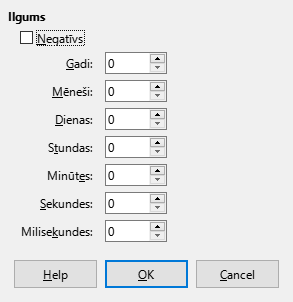 Ilgums
Negatīvs
Gadi: 0
Mēneši: 0
Dienas: 0
Stundas: 0
Minūtes: 0
Sekundes: 0
Milisekundes: 0
Help OK Cancel